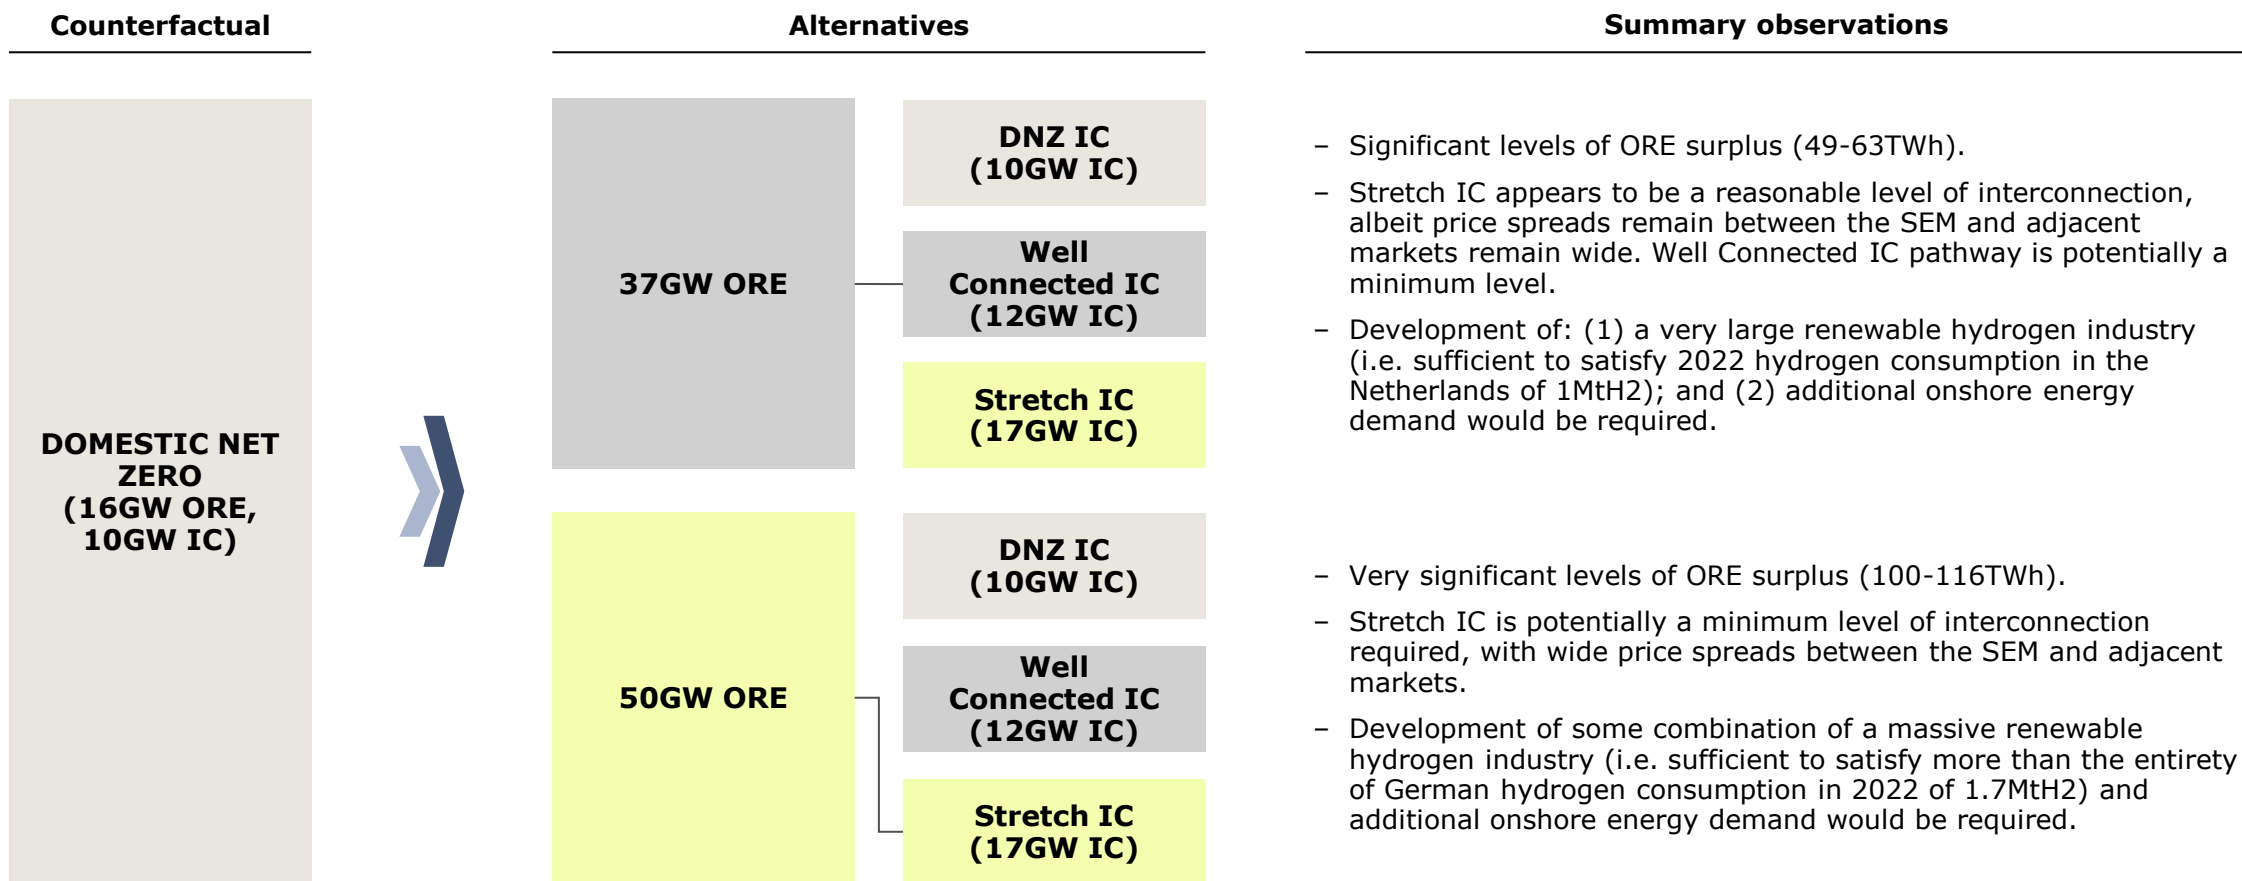 Counterfactual
Alternatives
Summary observations
DOMESTIC NET
ZERO
(16GW ORE,
10GW IC)
37GW ORE
DNZ IC
(10GW IC)
Well
Connected IC
(12GW IC)
Stretch IC
(17GW IC)
– Significant levels of ORE surplus (49-63TWh).
– Stretch IC appears to be a reasonable level of interconnection,
albeit price spreads remain between the SEM and adjacent
markets remain wide. Well Connected IC pathway is potentially a
minimum level.
– Development of: (1) a very large renewable hydrogen industry
(i.e. sufficient to satisfy 2022 hydrogen consumption in the
Netherlands of 1MtH2); and (2) additional onshore energy
demand would be required.
50GW ORE
DNZ IC
(10GW IC)
Well
Connected IC
(12GW IC)
Stretch IC
(17GW IC)
– Very significant levels of ORE surplus (100-116TWh).
– Stretch IC is potentially a minimum level of interconnection
required, with wide price spreads between the SEM and adjacent
markets.
– Development of some combination of a massive renewable
hydrogen industry (i.e. sufficient to satisfy more than the entirety
of German hydrogen consumption in 2022 of 1.7MtH2) and
additional onshore energy demand would be required.